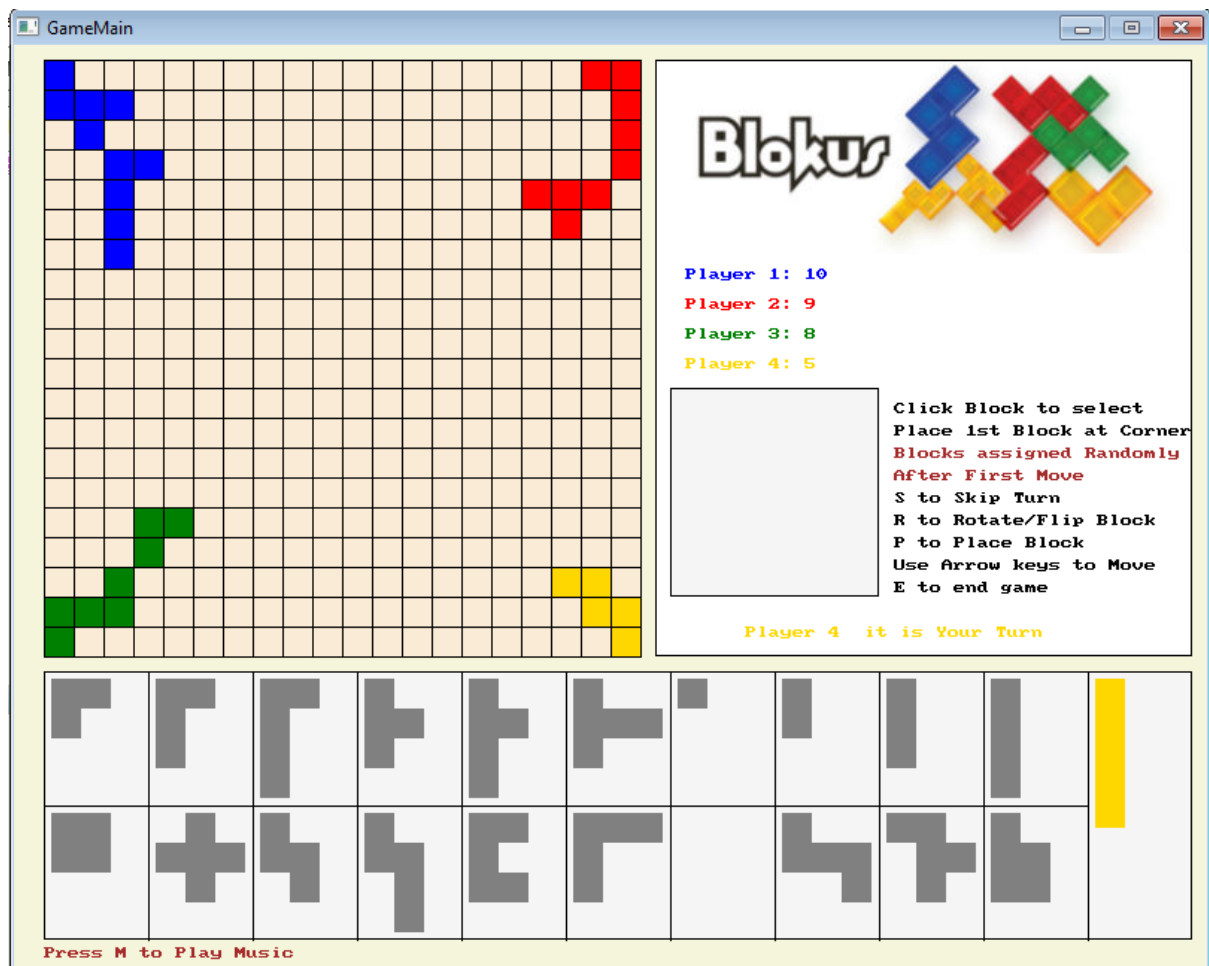 GameMain
Blokus
Player 1: 10
Player 2: 9
Player 3: 8
Player 4: 5
Click Block to select
Place 1st Block at Corner
Blocks assigned Randomly
After First Move
S to Skip Turn
R to Rotate/Flip Block
P to Place Block
Use Arrow keys to Move
E to end game
Player 4 it is Your Turn
Press M to Play Music